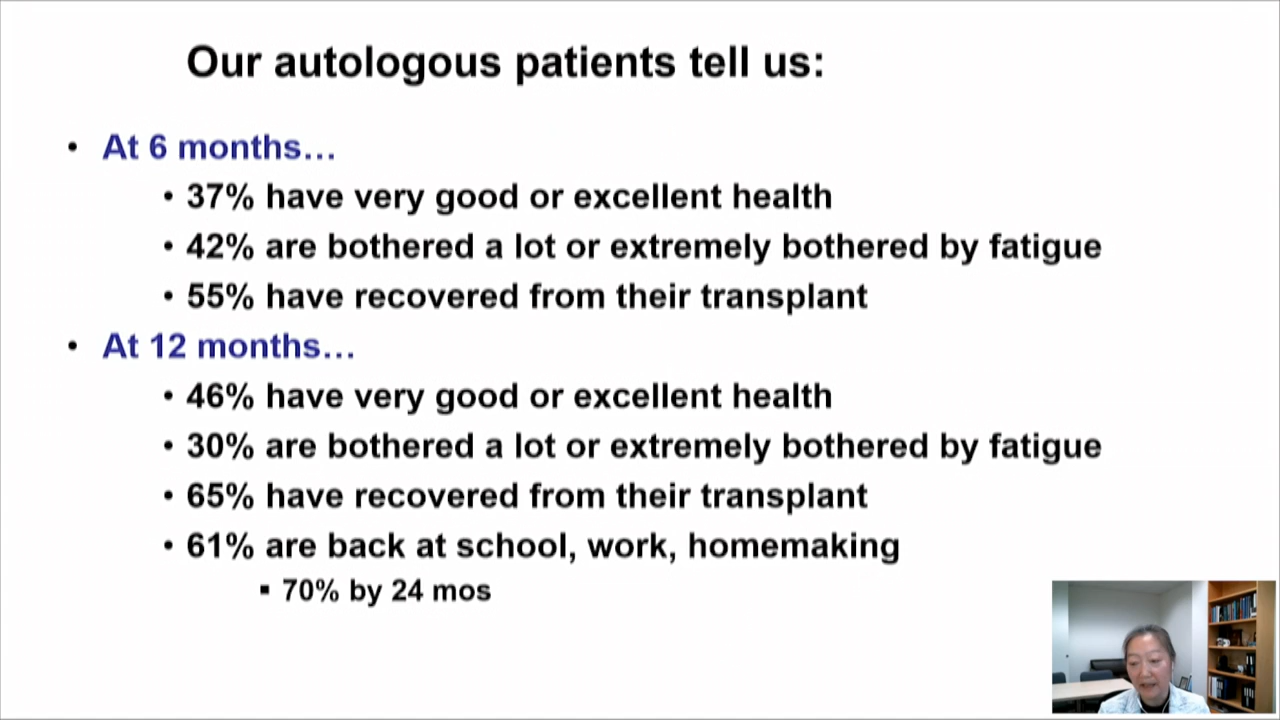 Our autologous patients tell us:
• At 6 months…
• 37% have very good or excellent health
• 42% are bothered a lot or extremely bothered by fatigue
• 55% have recovered from their transplant
• At 12 months…
• 46% have very good or excellent health
• 30% are bothered a lot or extremely bothered by fatigue
• 65% have recovered from their transplant
• 61% are back at school, work, homemaking
▪ 70% by 24 mos